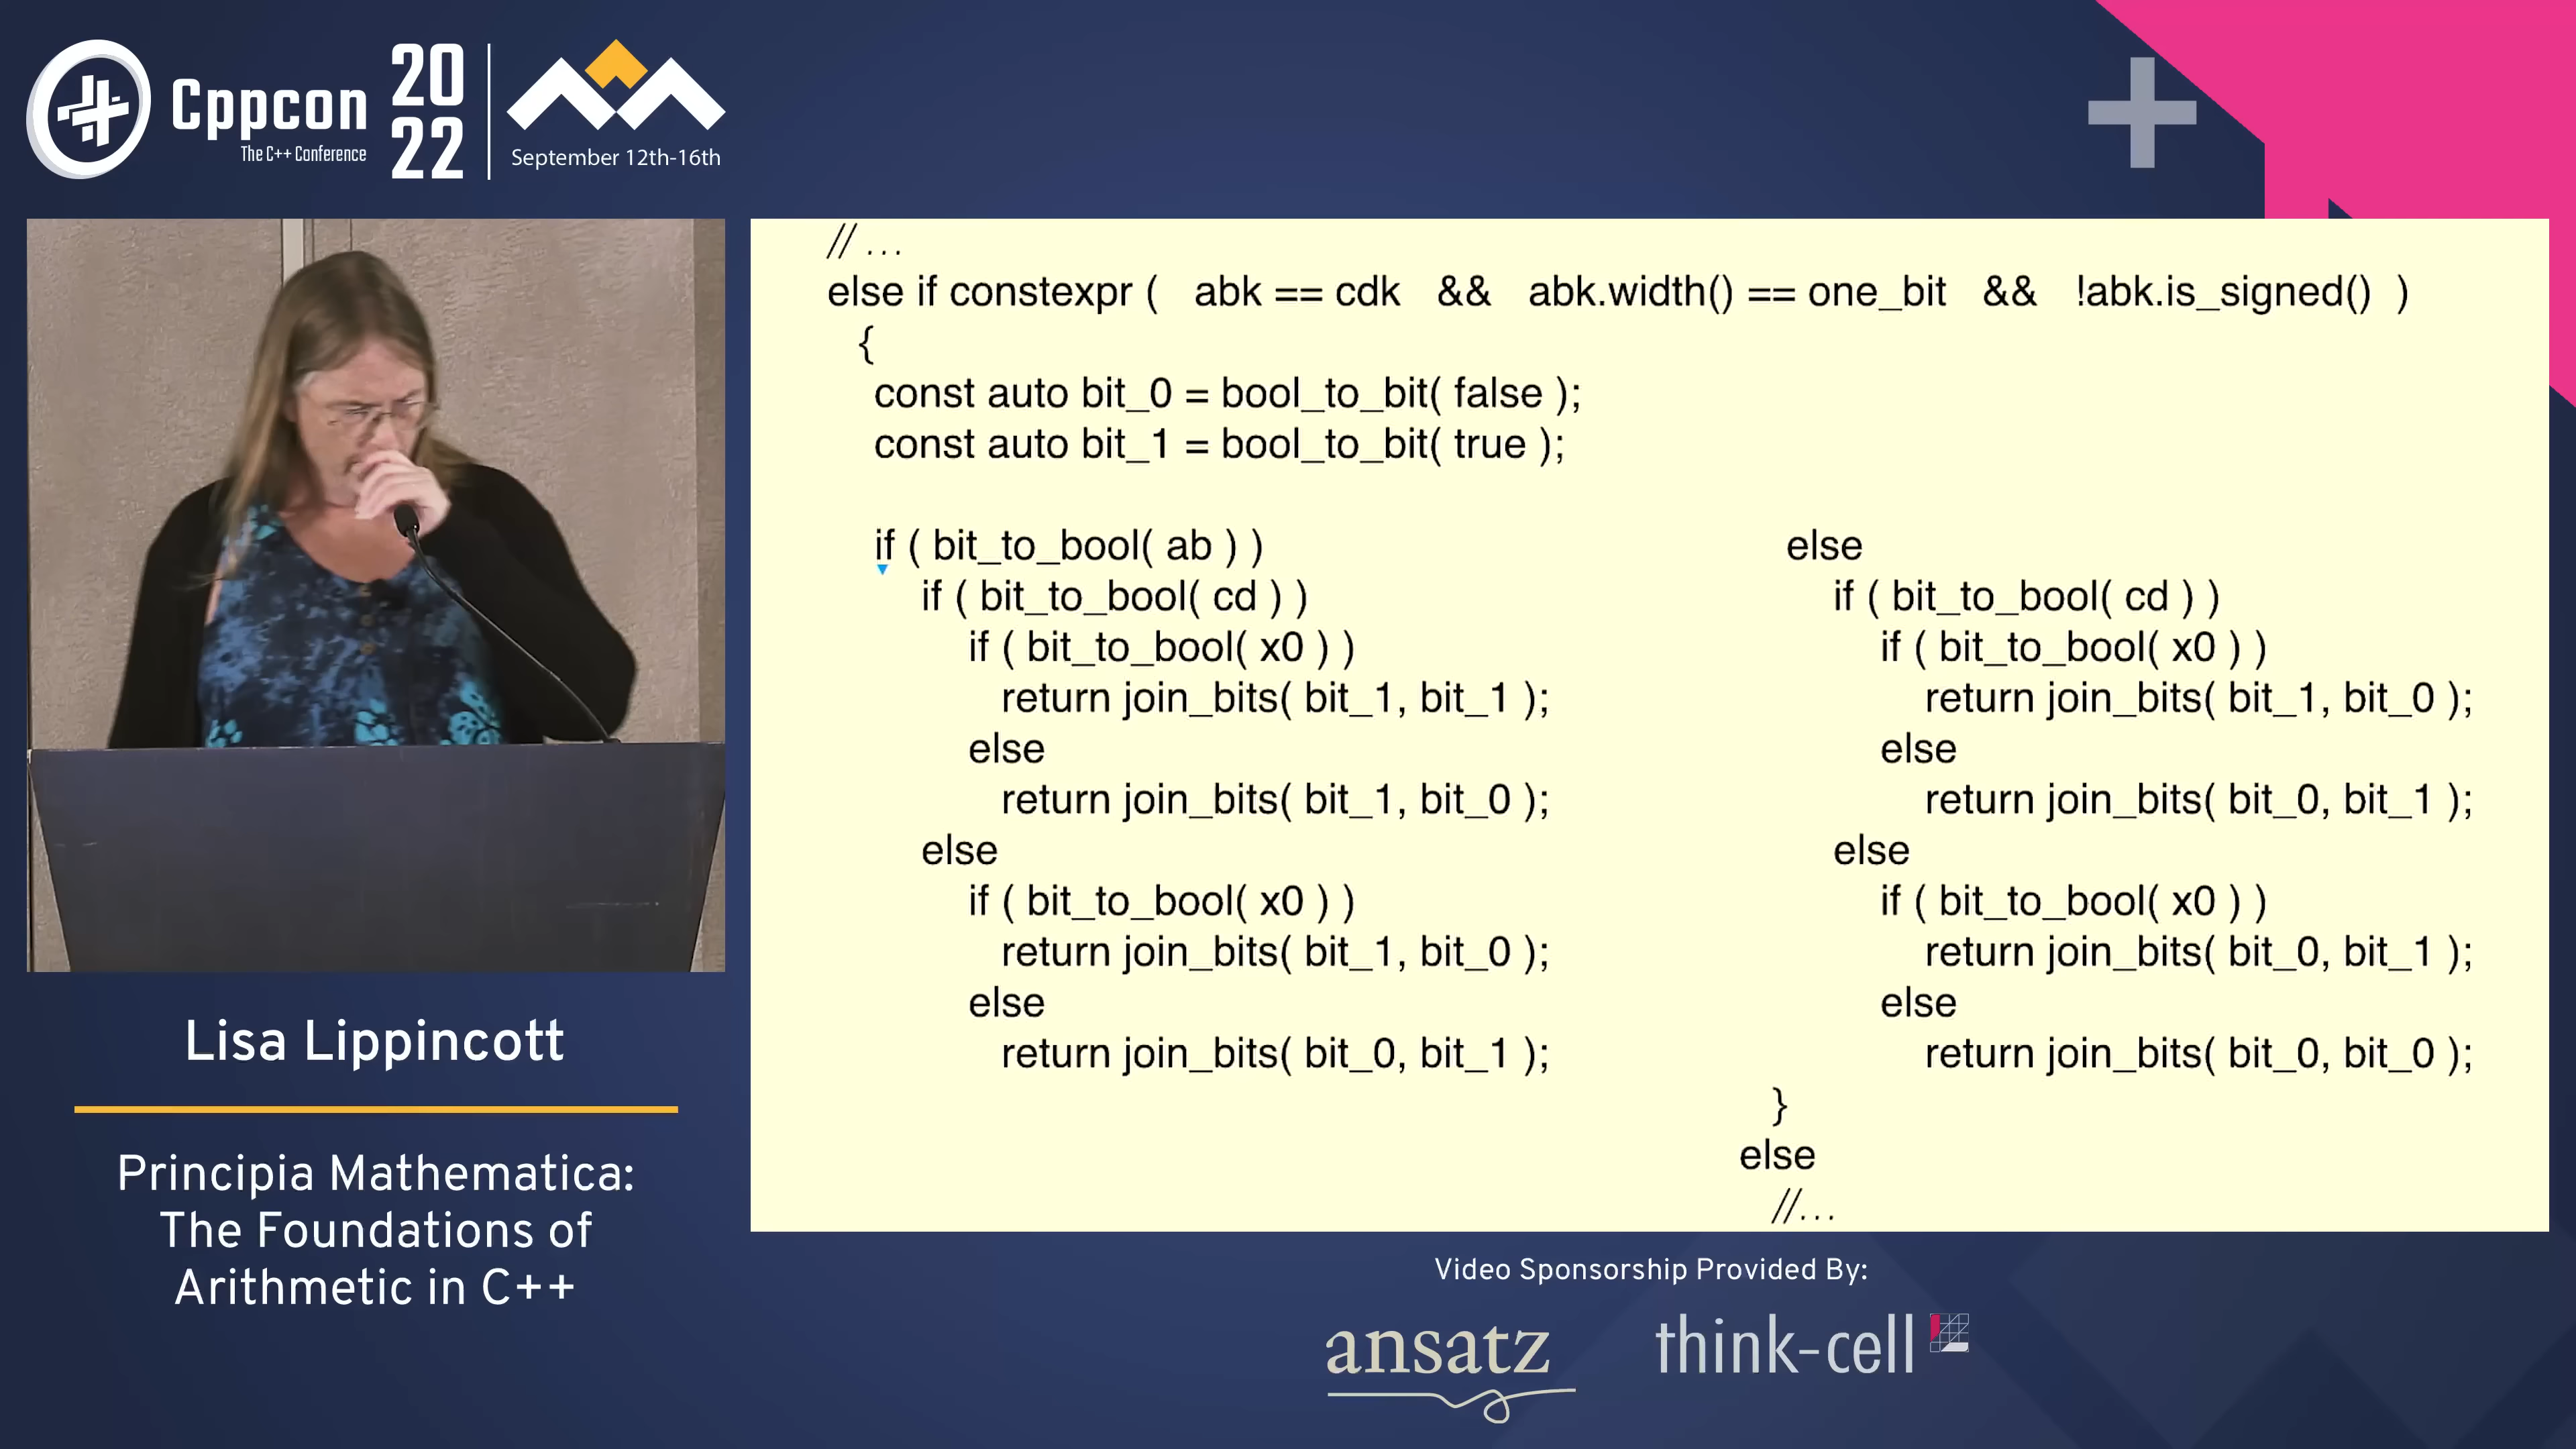 Cppcon
The C++ Conference
20
22
September 12th-16th
// ...
else if constexpr ( abk == cdk && abk.width() == one_bit && !abk.is_signed() )
{
const auto bit_0 = bool_to_bit( false );
const auto bit_1 = bool_to_bit( true );
if ( bit_to_bool( ab ) )
if ( bit_to_bool( cd ) )
if ( bit_to_bool( x0 ) )
return join_bits( bit_1, bit_1 );
else
return join_bits( bit_1, bit_0 );
else
if ( bit_to_bool( x0 ) )
return join_bits( bit_1, bit_0 );
else
return join_bits( bit_0, bit_1 );
else
if ( bit_to_bool( cd ) )
if ( bit_to_bool( x0 ) )
return join_bits( bit_1, bit_0 );
else
return join_bits( bit_0, bit_1 );
else
if ( bit_to_bool( x0 ) )
return join_bits( bit_0, bit_1 );
else
return join_bits( bit_0, bit_0 );
}
else
//...
Lisa Lippincott
Principia Mathematica:
The Foundations of
Arithmetic in C++
Video Sponsorship Provided By:
ansatz
think-cell